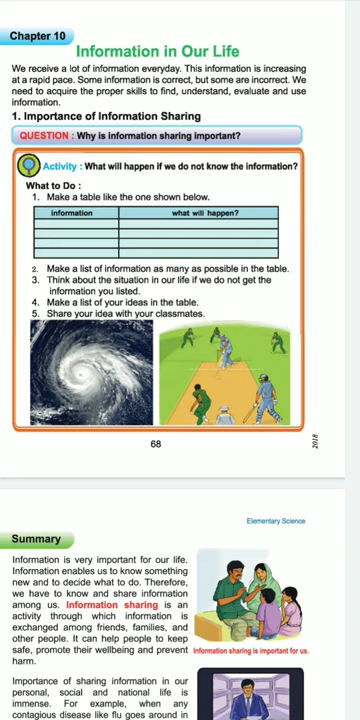 Chapter 10
Information in Our Life
We receive a lot of information everyday. This information is increasing
at a rapid pace. Some information is correct, but some are incorrect. We
need to acquire the proper skills to find, understand, evaluate and use
information.
1. Importance of Information Sharing
QUESTION : Why is information sharing important?
Activity : What will happen if we do not know the information?
What to Do :
1. Make a table like the one shown below.
information what will happen?
2. Make a list of information as many as possible in the table.
3. Think about the situation in our life if we do not get the
information you listed.
4. Make a list of your ideas in the table.
5. Share your idea with your classmates.
68
2018
Elementary Science
Summary
Information is very important for our life.
Information enables us to know something
new and to decide what to do. Therefore,
we have to know and share information
among us. Information sharing is an
activity through which information is
exchanged among friends, families, and
other people. It can help people to keep
safe, promote their wellbeing and prevent
harm.
Information sharing is important for us.
Importance of sharing information in our
personal, social and national life is
immense. For example, when any
contagious disease like flu goes around in